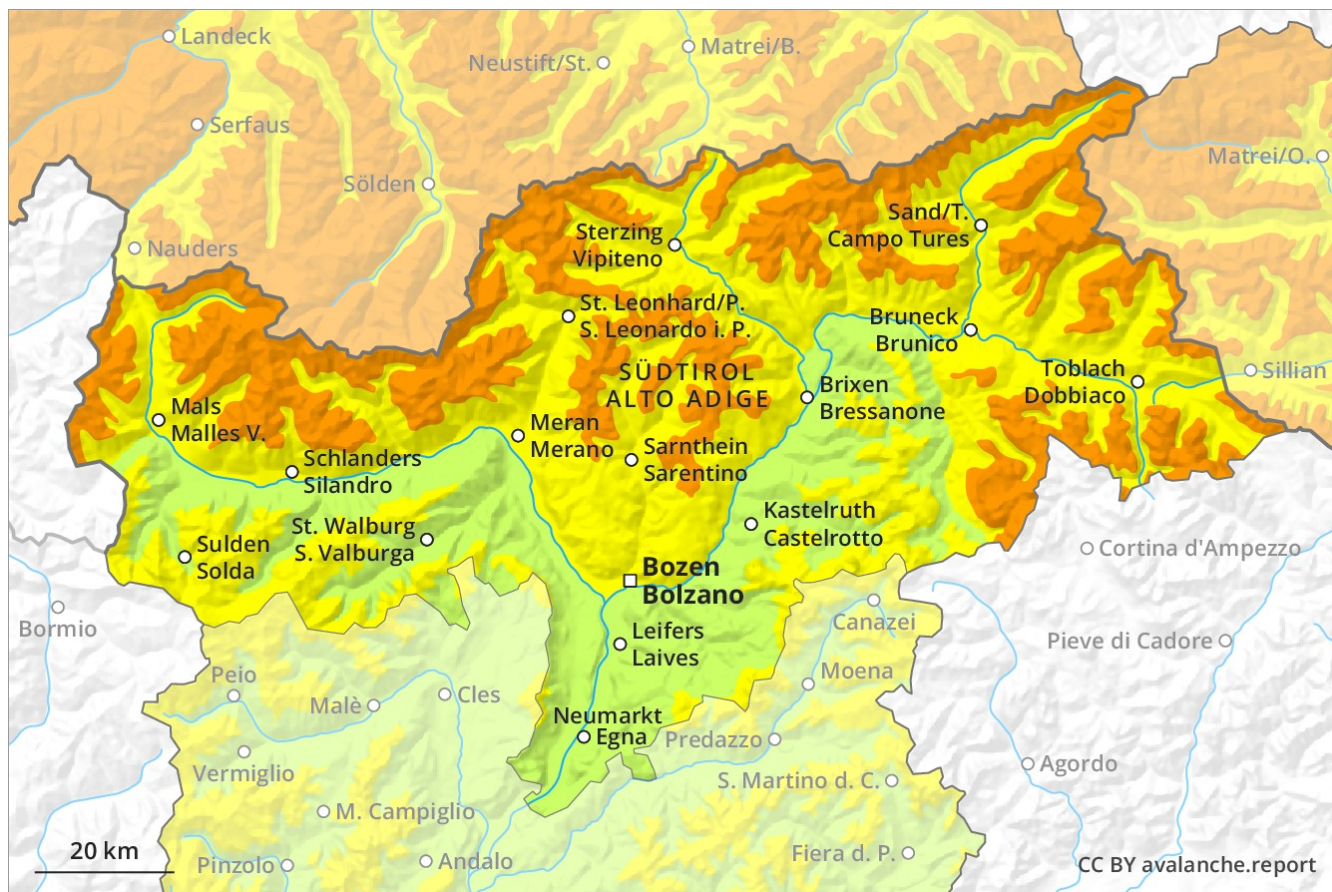 Landeck
Matrei/B.
Neustift/St.
Serfaus
Matrei/O.
Sölden
Nauders
Sand/T.
Campo Tures
Sterzing
Vipiteno
St. Leonhard/P.
S. Leonardo i. P.
Bruneck
Brunico
SÜDTIROL
ALTO ADIGE
Toblach
Dobbiaco
Sillian
Brixen
Bressanone
Mals
Malles V.
Meran
Merano
Sarnthein
Sarentino
Schlanders
Silandro
Kastelruth
Castelrotto
St. Walburg
S. Valburga
Sulden
Solda
Cortina d'Ampezzo
Bozen
Bolzano
Bormio
Canazei
Leifers
Laives
Pieve di Cadore
Peio
Moena
Malè
Cles
Neumarkt
Egna
Predazzo
Vermiglio
Agordo
S. Martino d. C.
M. Campiglio
20 km
Pinzolo
Andalo
Fiera d. P.
CC BY avalanche.report